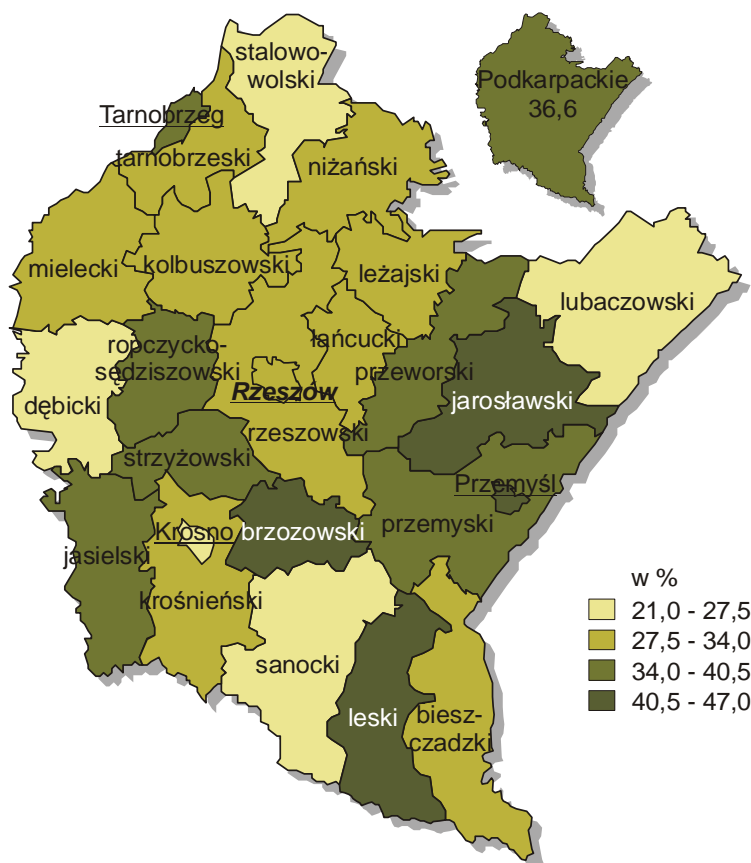 stalowo-
wolski
Podkarpackie
36,6
Tarnobrzeg
tarnobrzeski
niżański
mielecki
kolbuszowski
leżajski
lubaczowski
ropczycko-
sędziszowski
łańcucki
przeworski
dębicki
Rzeszów
jarosławski
rzeszowski
strzyżowski
Przemyśl
przemyski
Krosno
brzozowski
jasielski
krośnieński
sanocki
leski
biesz-
czadzki
w %
21,0 - 27,5
27,5 - 34,0
34,0 - 40,5
40,5 - 47,0